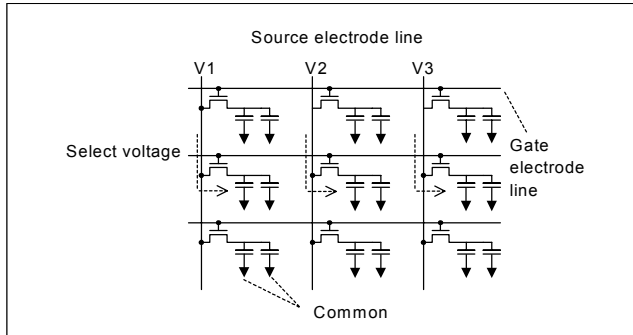 Source electrode line
V1 V2 V3
Select voltage
Gate
electrode
line
Common